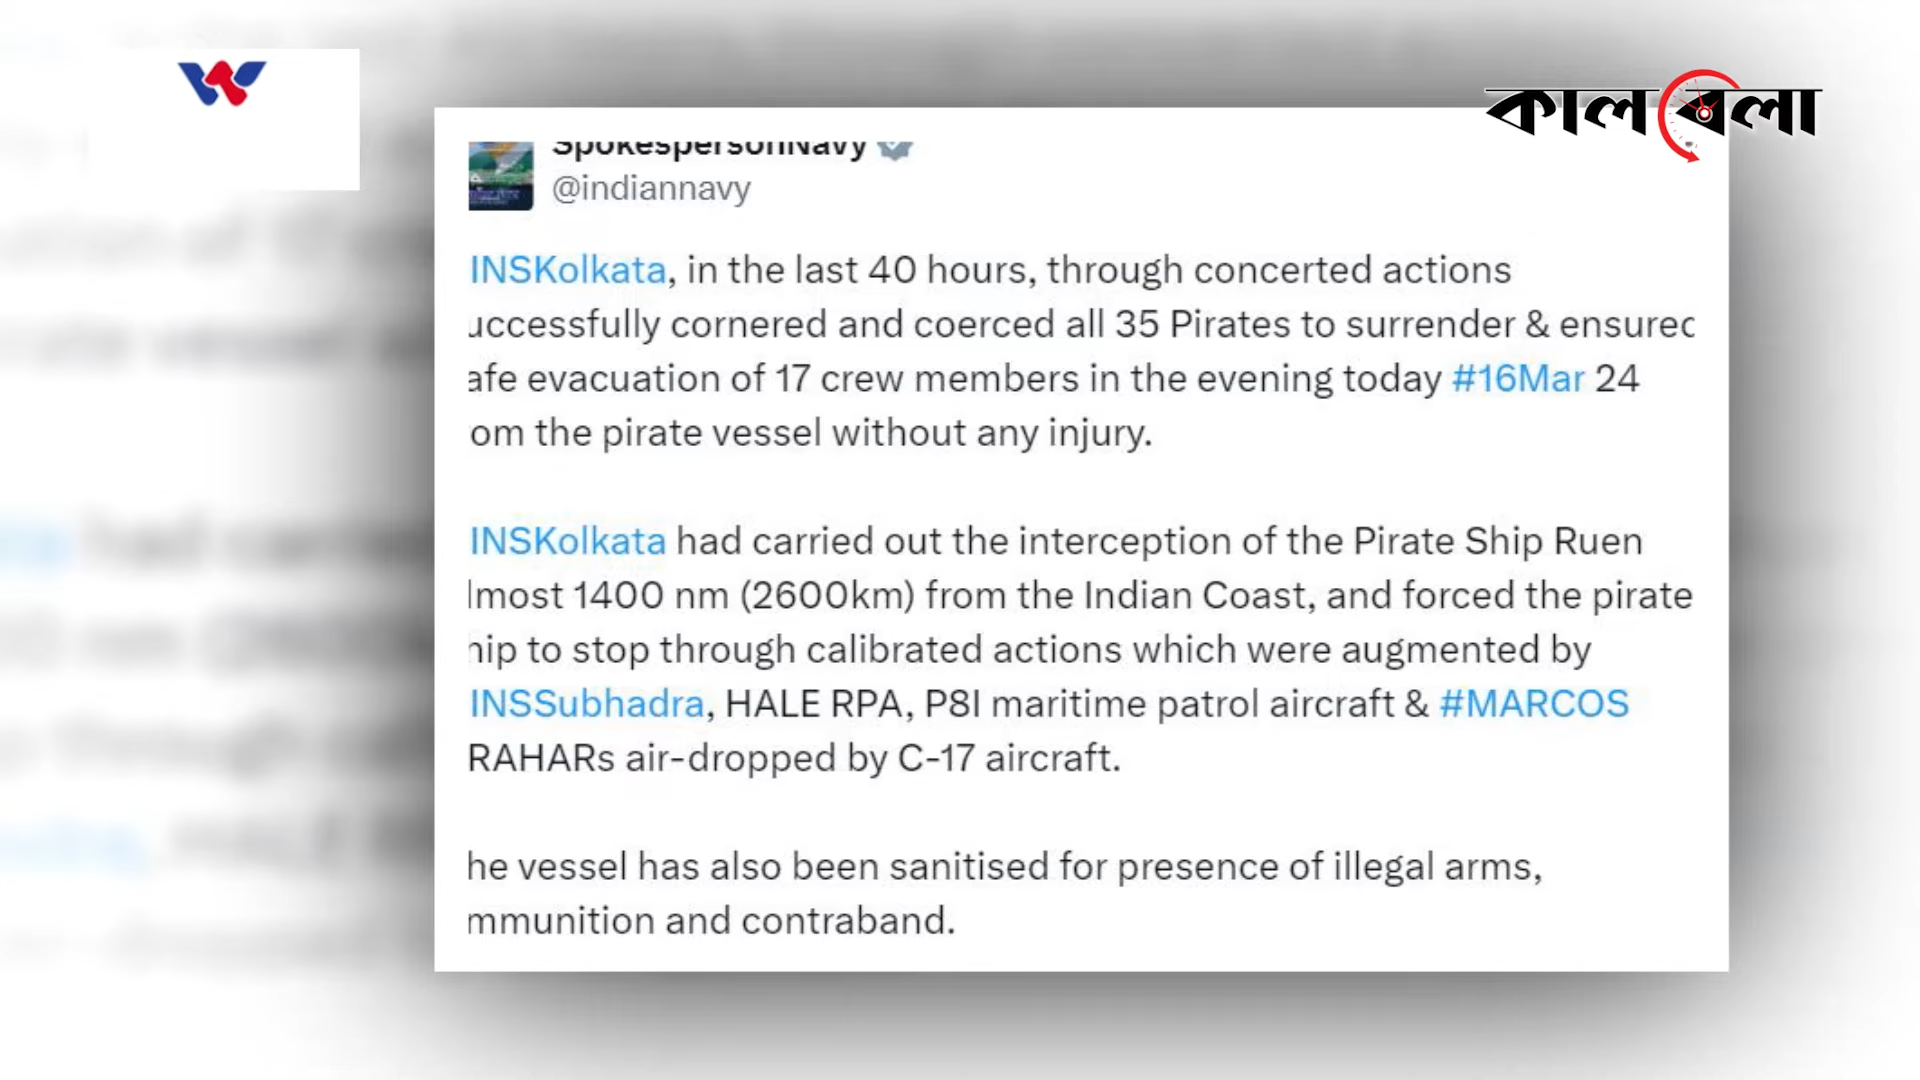 কালবেলা
SpokespersonNavy
@indiannavy
INSKolkata, in the last 40 hours, through concerted actions
uccessfully cornered and coerced all 35 Pirates to surrender & ensured
afe evacuation of 17 crew members in the evening today #16Mar 24
om the pirate vessel without any injury.
INSKolkata had carried out the interception of the Pirate Ship Ruen
lmost 1400 nm (2600km) from the Indian Coast, and forced the pirate
hip to stop through calibrated actions which were augmented by
INSSubhadra, HALE RPA, P8I maritime patrol aircraft & #MARCOS
RAHARs air-dropped by C-17 aircraft.
he vessel has also been sanitised for presence of illegal arms,
mmunition and contraband.